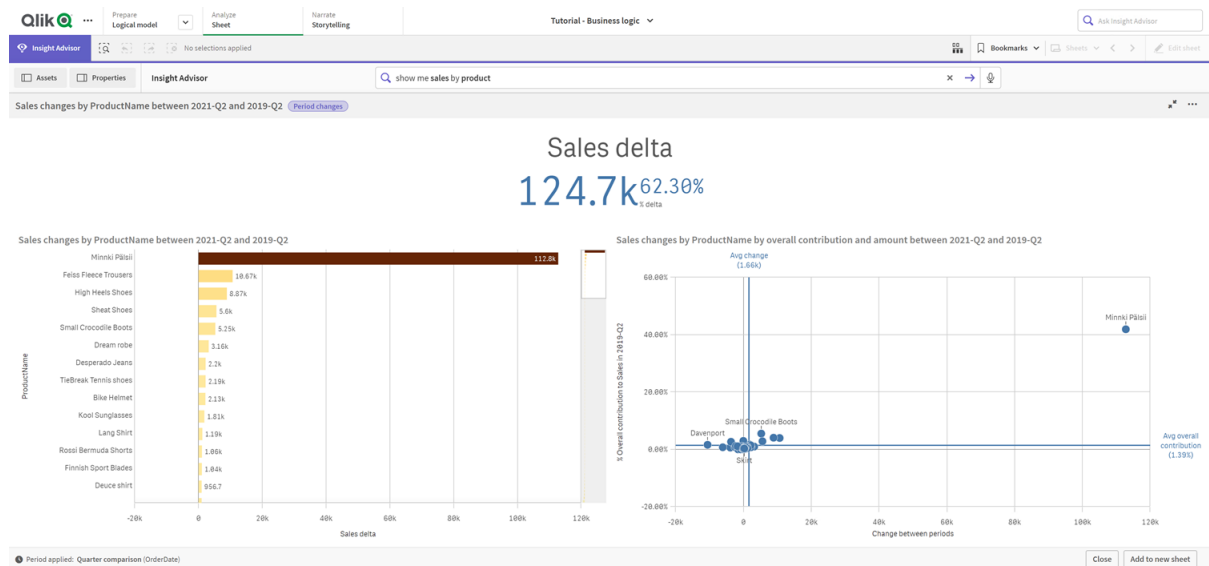 Qlik
Prepare
Logical model
Analyze
Sheet
Narrate
Storytelling
Tutorial - Business logic
Ask Insight Advisor
Insight Advisor
No selections applied
Bookmarks
Sheets
Edit sheet
Assets
Properties
Insight Advisor
show me sales by product
Sales changes by ProductName between 2021-Q2 and 2019-Q2
Period changes
Sales delta
124.7k
62.30%
% delta
Sales changes by ProductName between 2021-Q2 and 2019-Q2
ProductName
Minnki Pälsii 112.8k
Feiss Fleece Trousers 10.67k
High Heels Shoes 8.87k
Sheat Shoes 5.6k
Small Crocodile Boots 5.25k
Dream robe 3.16k
Desperado Jeans 2.2k
TieBreak Tennis shoes 2.19k
Bike Helmet 2.13k
Kool Sunglasses 1.81k
Lang Shirt 1.19k
Rossi Bermuda Shorts 1.06k
Finnish Sport Blades 1.04k
Deuce shirt 956.7
-20k 0 20k 40k 60k 80k 100k 120k
Sales delta
Sales changes by ProductName by overall contribution and amount between 2021-Q2 and 2019-Q2
Avg change
(1.66k)
% Overall contribution to Sales in 2019-Q2
60.00%
Minnki Pälsii
40.00%
20.00%
Small Crocodile Boots
Davenport
Avg overall
contribution
(1.39%)
0.00%
Skirt
-20.00%
-20k 0 20k 40k 60k 80k 100k 120k
Change between periods
Period applied: Quarter comparison (OrderDate)
Close
Add to new sheet